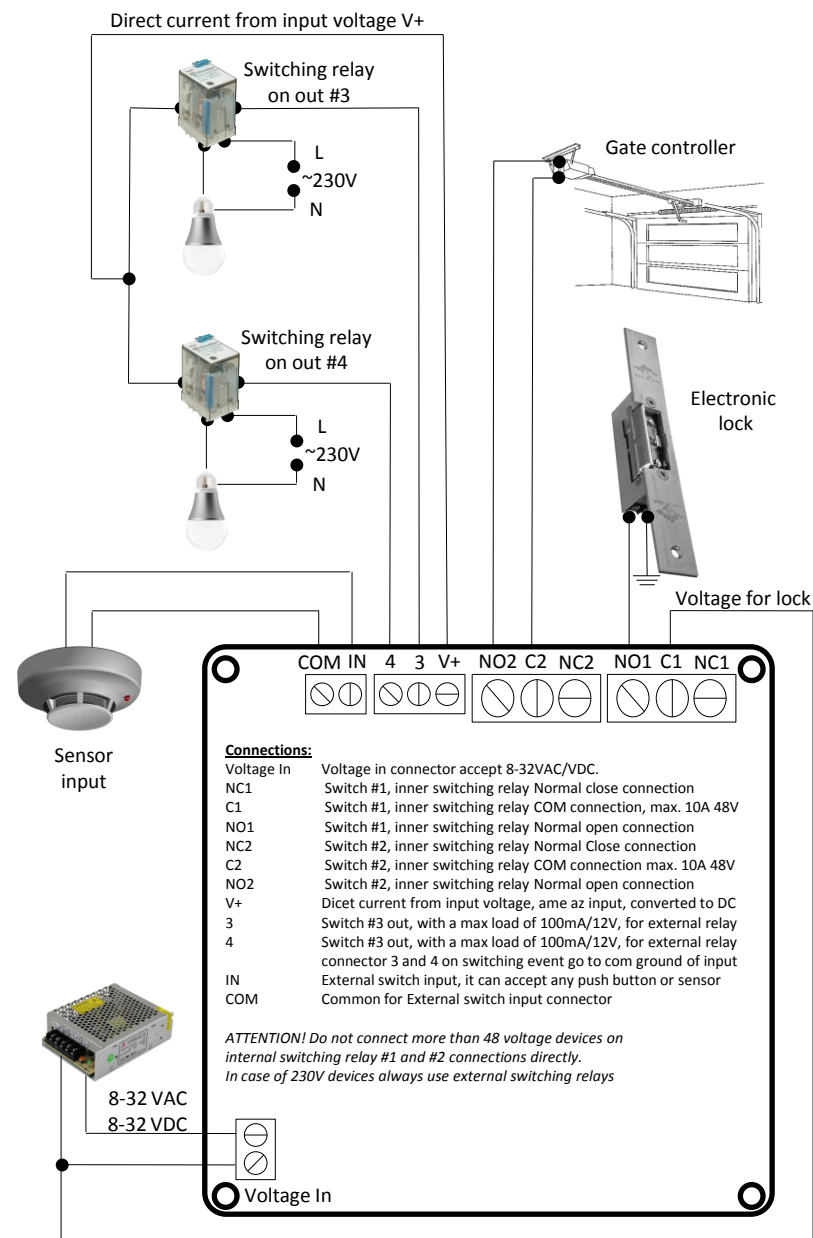 Direct current from input voltage V+
Switching relay
on out #3
L
~230V
N
Gate controller
Switching relay
on out #4
L
~230V
N
Electronic
lock
Voltage for lock
COM IN 4 3 V+ NO2 C2 NC2 NO1 C1 NC1
Sensor
input
Connections:
Voltage In Voltage in connector accept 8-32VAC/VDC.
NC1 Switch #1, inner switching relay Normal close connection
C1 Switch #1, inner switching relay COM connection, max. 10A 48V
NO1 Switch #1, inner switching relay Normal open connection
NC2 Switch #2, inner switching relay Normal Close connection
C2 Switch #2, inner switching relay COM connection max. 10A 48V
NO2 Switch #2, inner switching relay Normal open connection
V+ Dicet current from input voltage, ame az input, converted to DC
3 Switch #3 out, with a max load of 100mA/12V, for external relay
4 Switch #3 out, with a max load of 100mA/12V, for external relay
connector 3 and 4 on switching event go to com ground of input
IN External switch input, it can accept any push button or sensor
COM Common for External switch input connector
ATTENTION! Do not connect more than 48 voltage devices on
internal switching relay #1 and #2 connections directly.
In case of 230V devices always use external switching relays
8-32 VAC
8-32 VDC
Voltage In